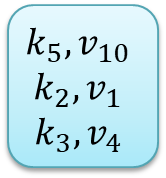 k₅, v₁₀
k₂, v₁
k₃, v₄